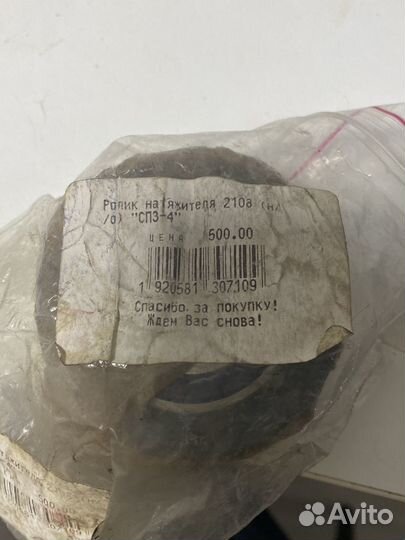 Ролик натяжителя 2108 (н/
/о) "СПЗ-4"
ЦЕНА 500.00
1 920581 307109
Спасибо за покупку!
Ждем Вас снова!
Avito